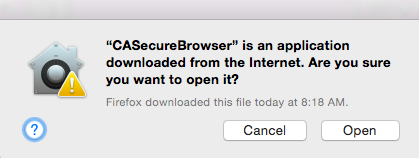 “CASecureBrowser” is an application
downloaded from the Internet. Are you sure
you want to open it?
Firefox downloaded this file today at 8:18 AM.
?
Cancel
Open